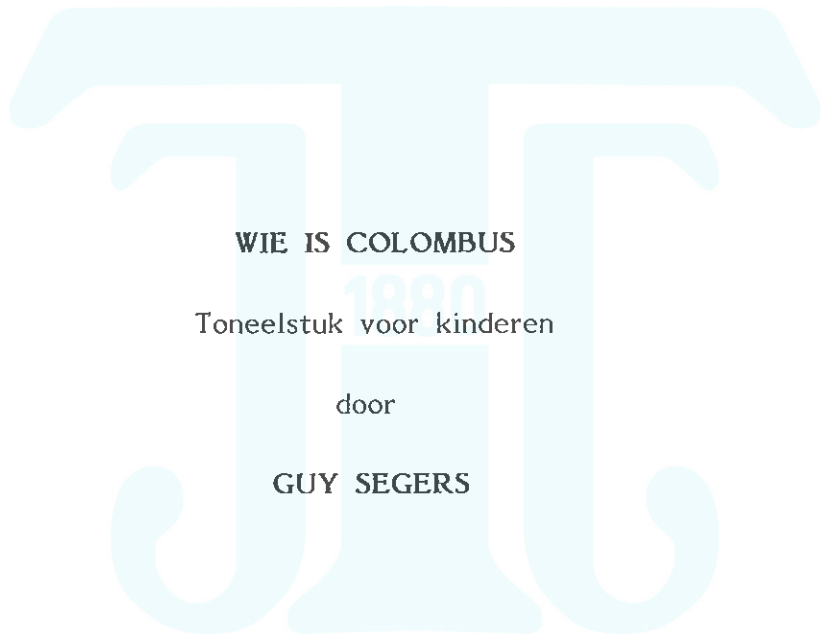 WIE IS COLOMBUS
1880
Toneelstuk voor kinderen
door
GUY SEGERS